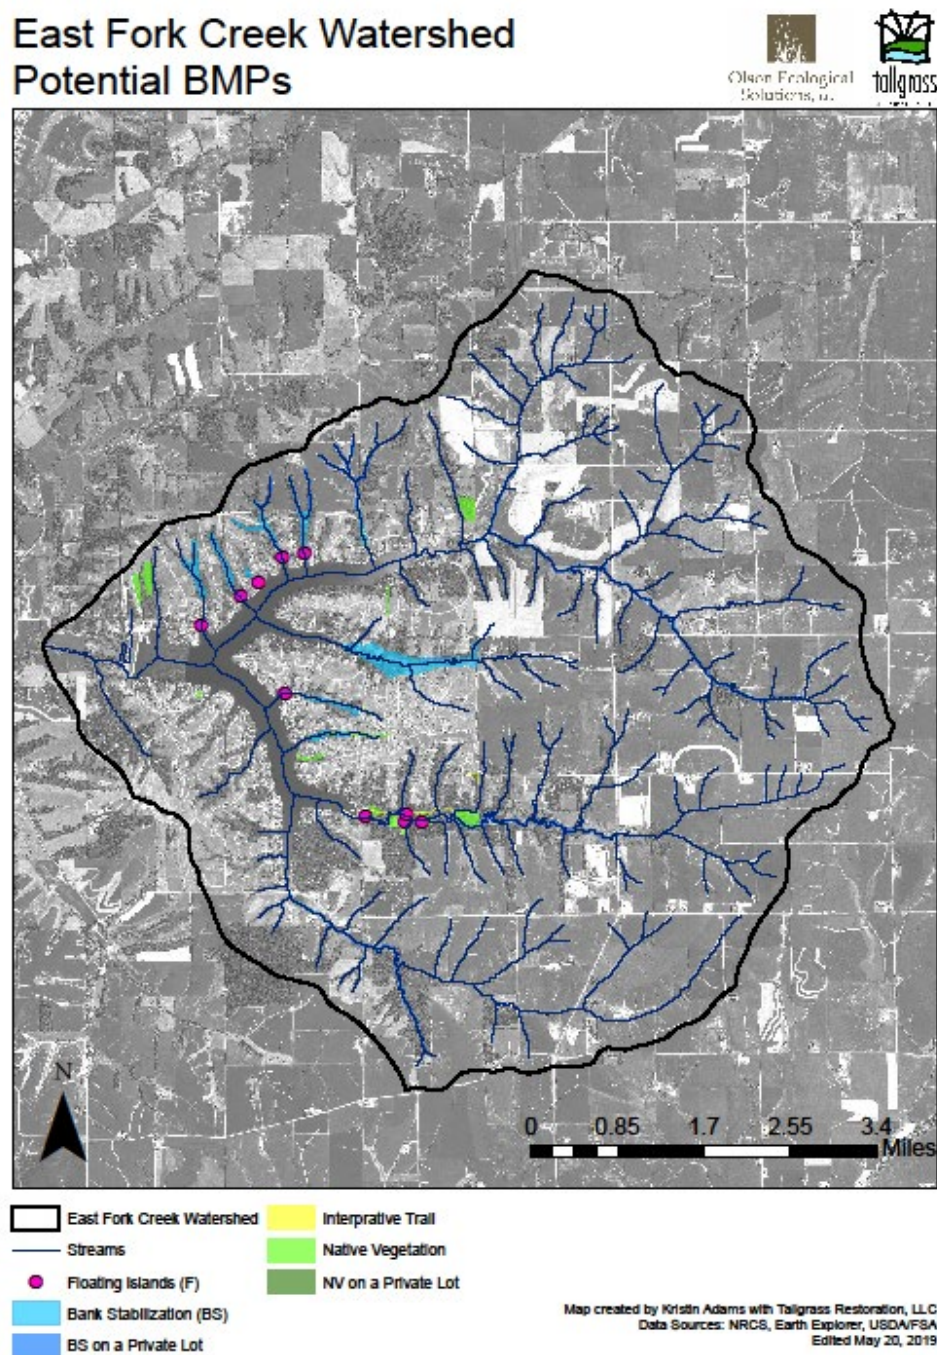 East Fork Creek Watershed
Potential BMPs
Olson Ecological
Solutions,
tallgrass
N
0 0.85 1.7 2.55 3.4
Miles
East Fork Creek Watershed
Streams
Floating Islands (F)
Bank Stabilization (BS)
BS on a Private Lot
Interprative Trail
Native Vegetation
NV on a Private Lot
Map created by Kristin Adams with Tallgrass Restoration, LLC
Data Sources: NRCS, Earth Explorer, USDA/FSA
Edited May 20, 2019